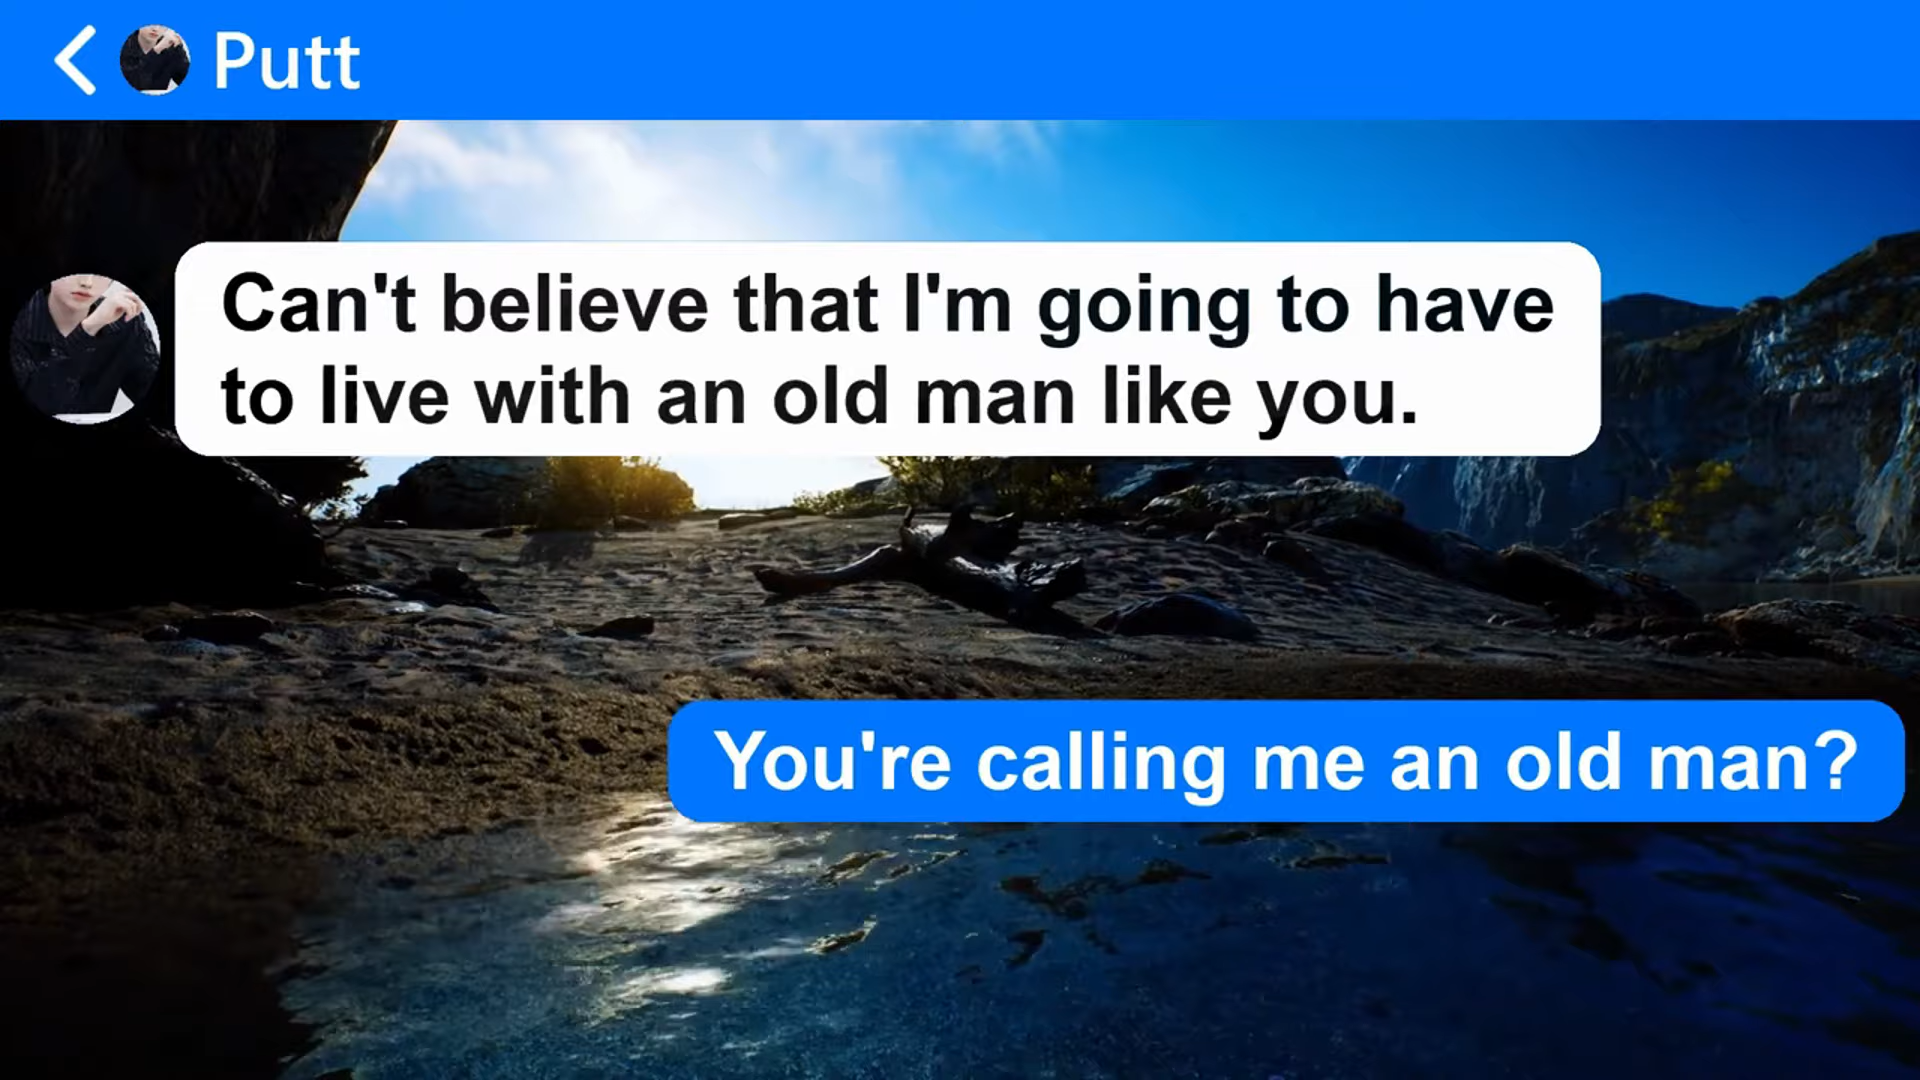 Putt
Can't believe that I'm going to have
to live with an old man like you.
You're calling me an old man?